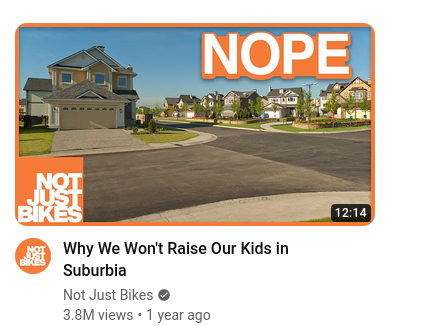 NOPE
NOT
JUST
BIKES
12:14
NOT
JUST
BIKES
Why We Won't Raise Our Kids in
Suburbia
Not Just Bikes
3.8M views • 1 year ago